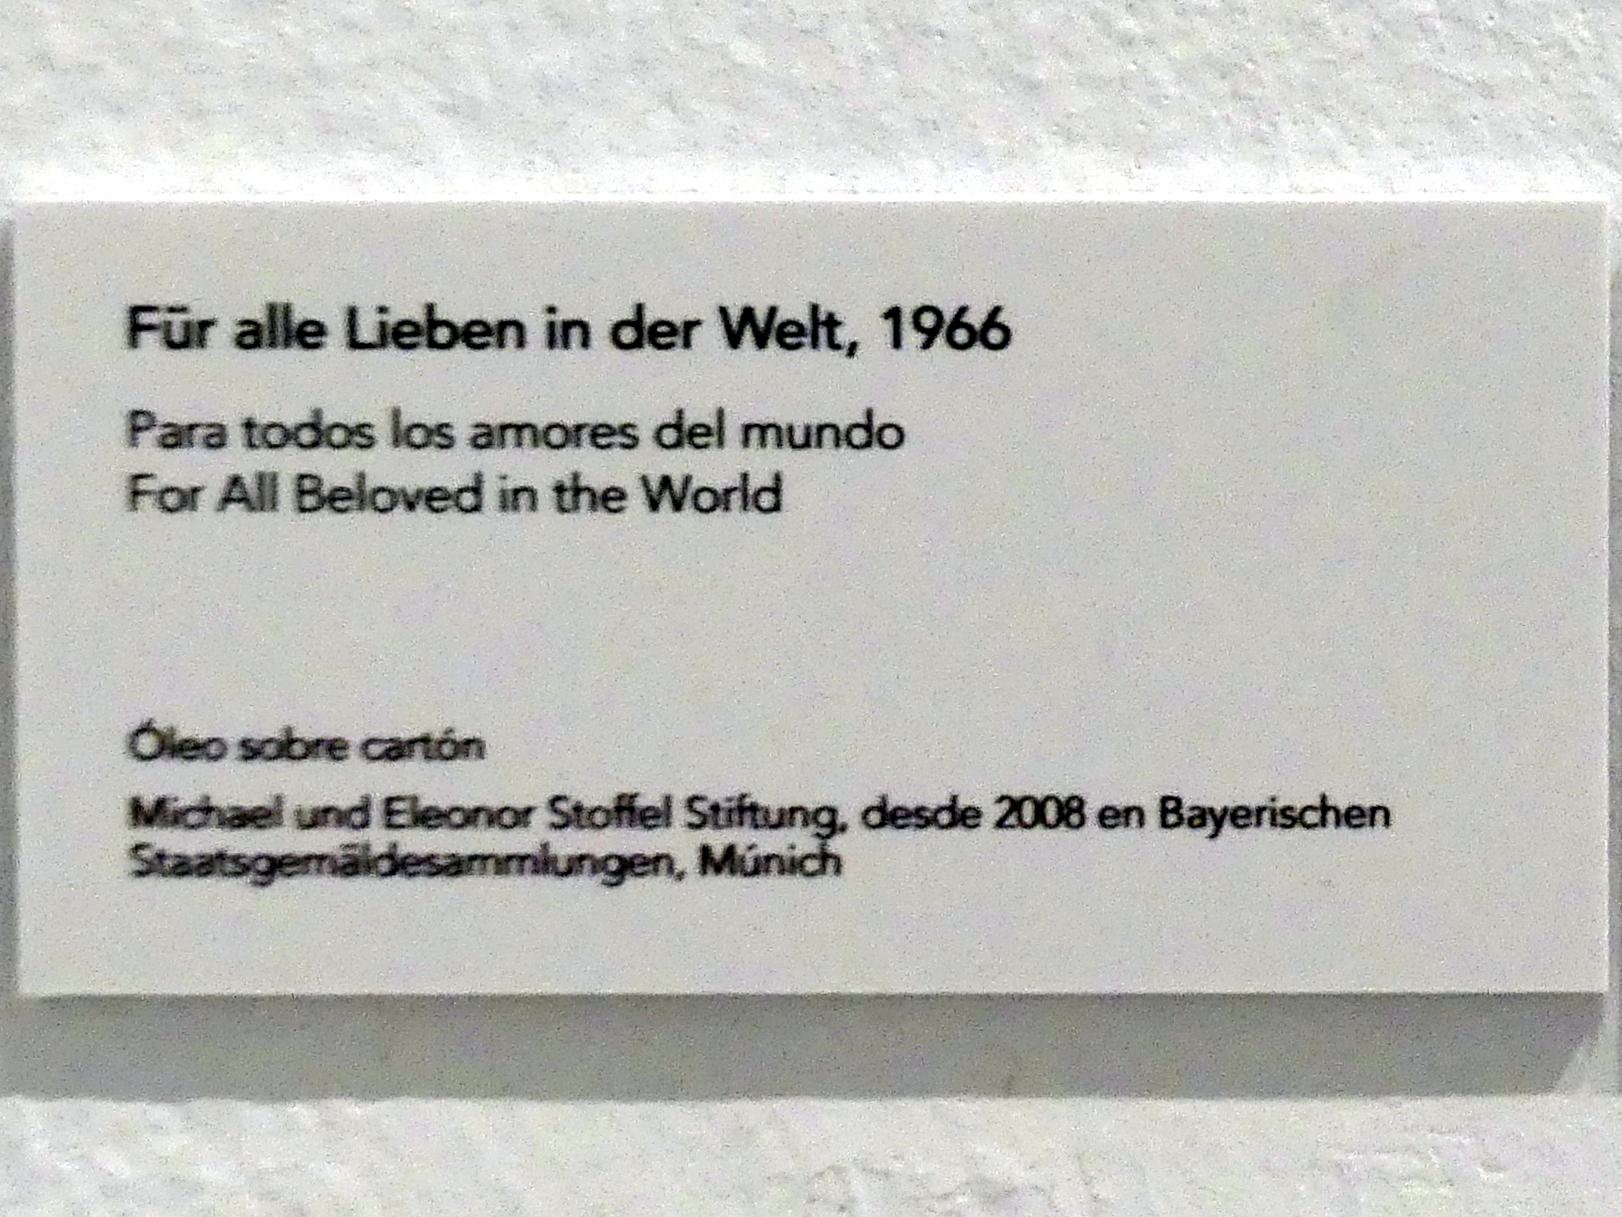 Für alle Lieben in der Welt, 1966
Para todos los amores del mundo
For All Beloved in the World
Óleo sobre cartón
Michael und Eleonor Stoffel Stiftung, desde 2008 en Bayerischen
Staatsgemäldesammlungen, Múnich